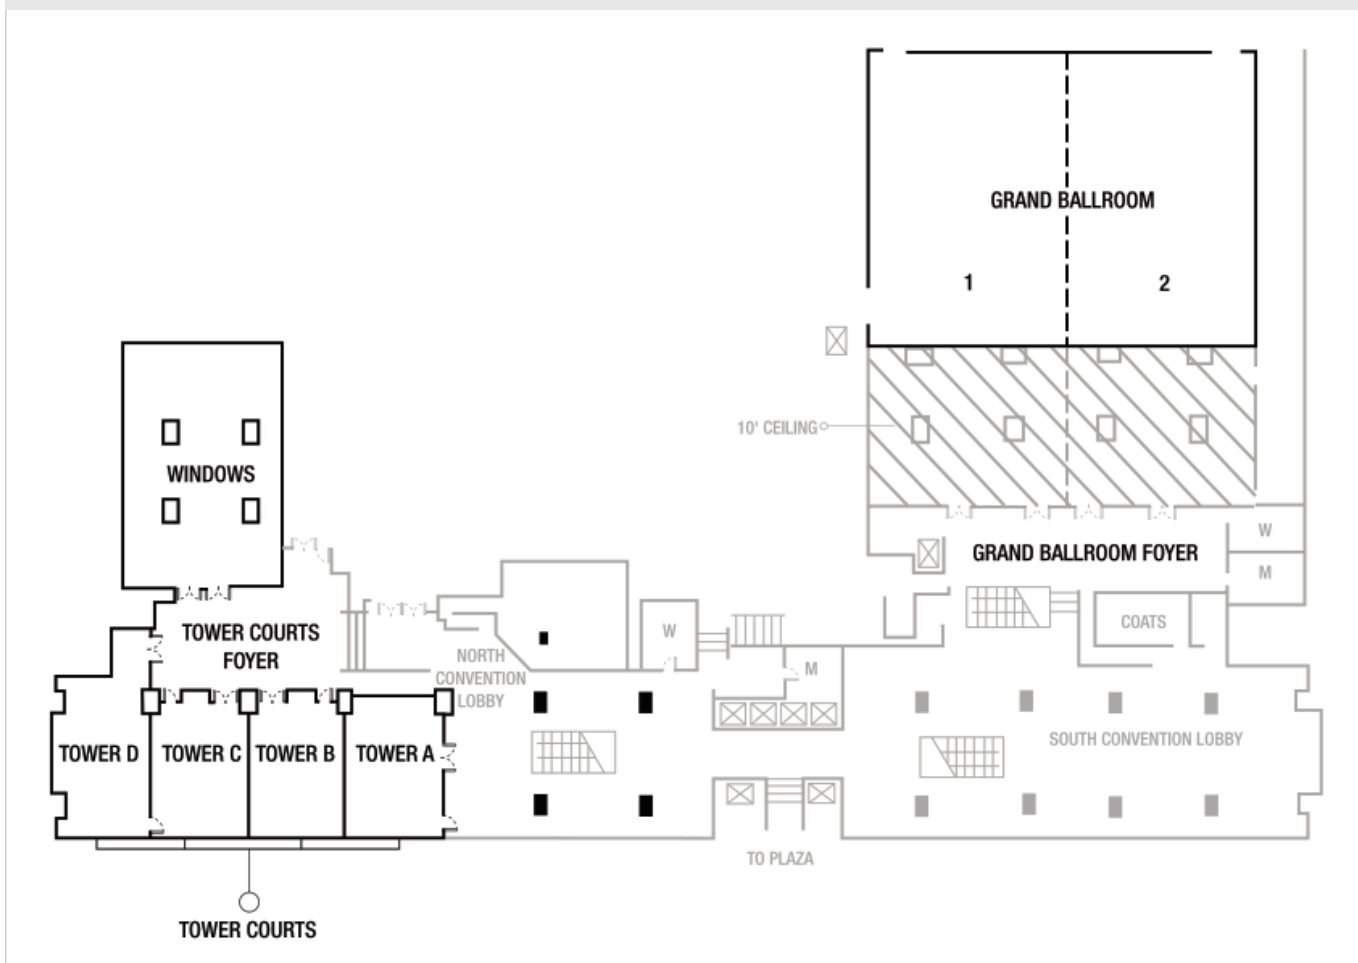 GRAND BALLROOM
1
2
10' CEILING
WINDOWS
W
GRAND BALLROOM FOYER
M
COATS
TOWER COURTS
FOYER
W
NORTH
CONVENTION
LOBBY
M
TOWER D
TOWER C
TOWER B
TOWER A
SOUTH CONVENTION LOBBY
TO PLAZA
TOWER COURTS